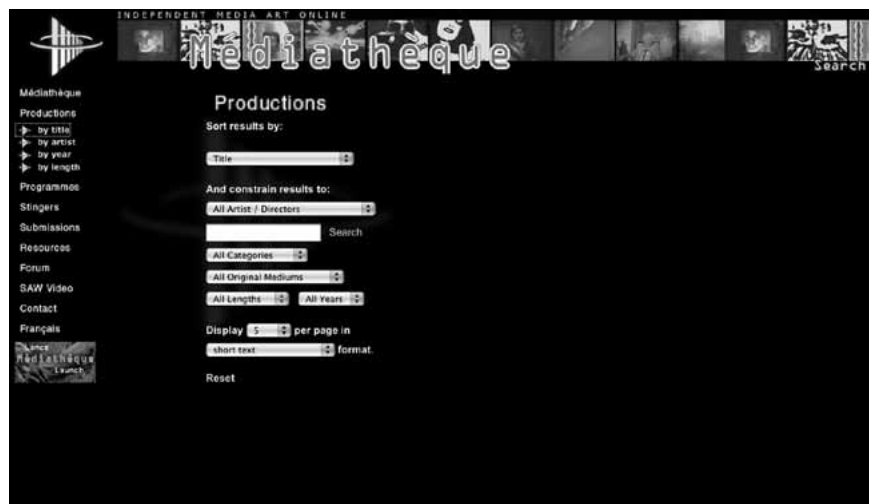 INDEPENDENT MEDIA ART ONLINE
Médiathèque
Search
Médiathèque
Productions
by title
by artist
by year
by length
Programmes
Stingers
Submissions
Resources
Forum
SAW Video
Contact
Français
Lance
Médiathèque
Launch
Productions
Sort results by:
Title
And constrain results to:
All Artist / Directors
Search
All Categories
All Original Mediums
All Lengths All Years
Display 5 per page in
short text format.
Reset